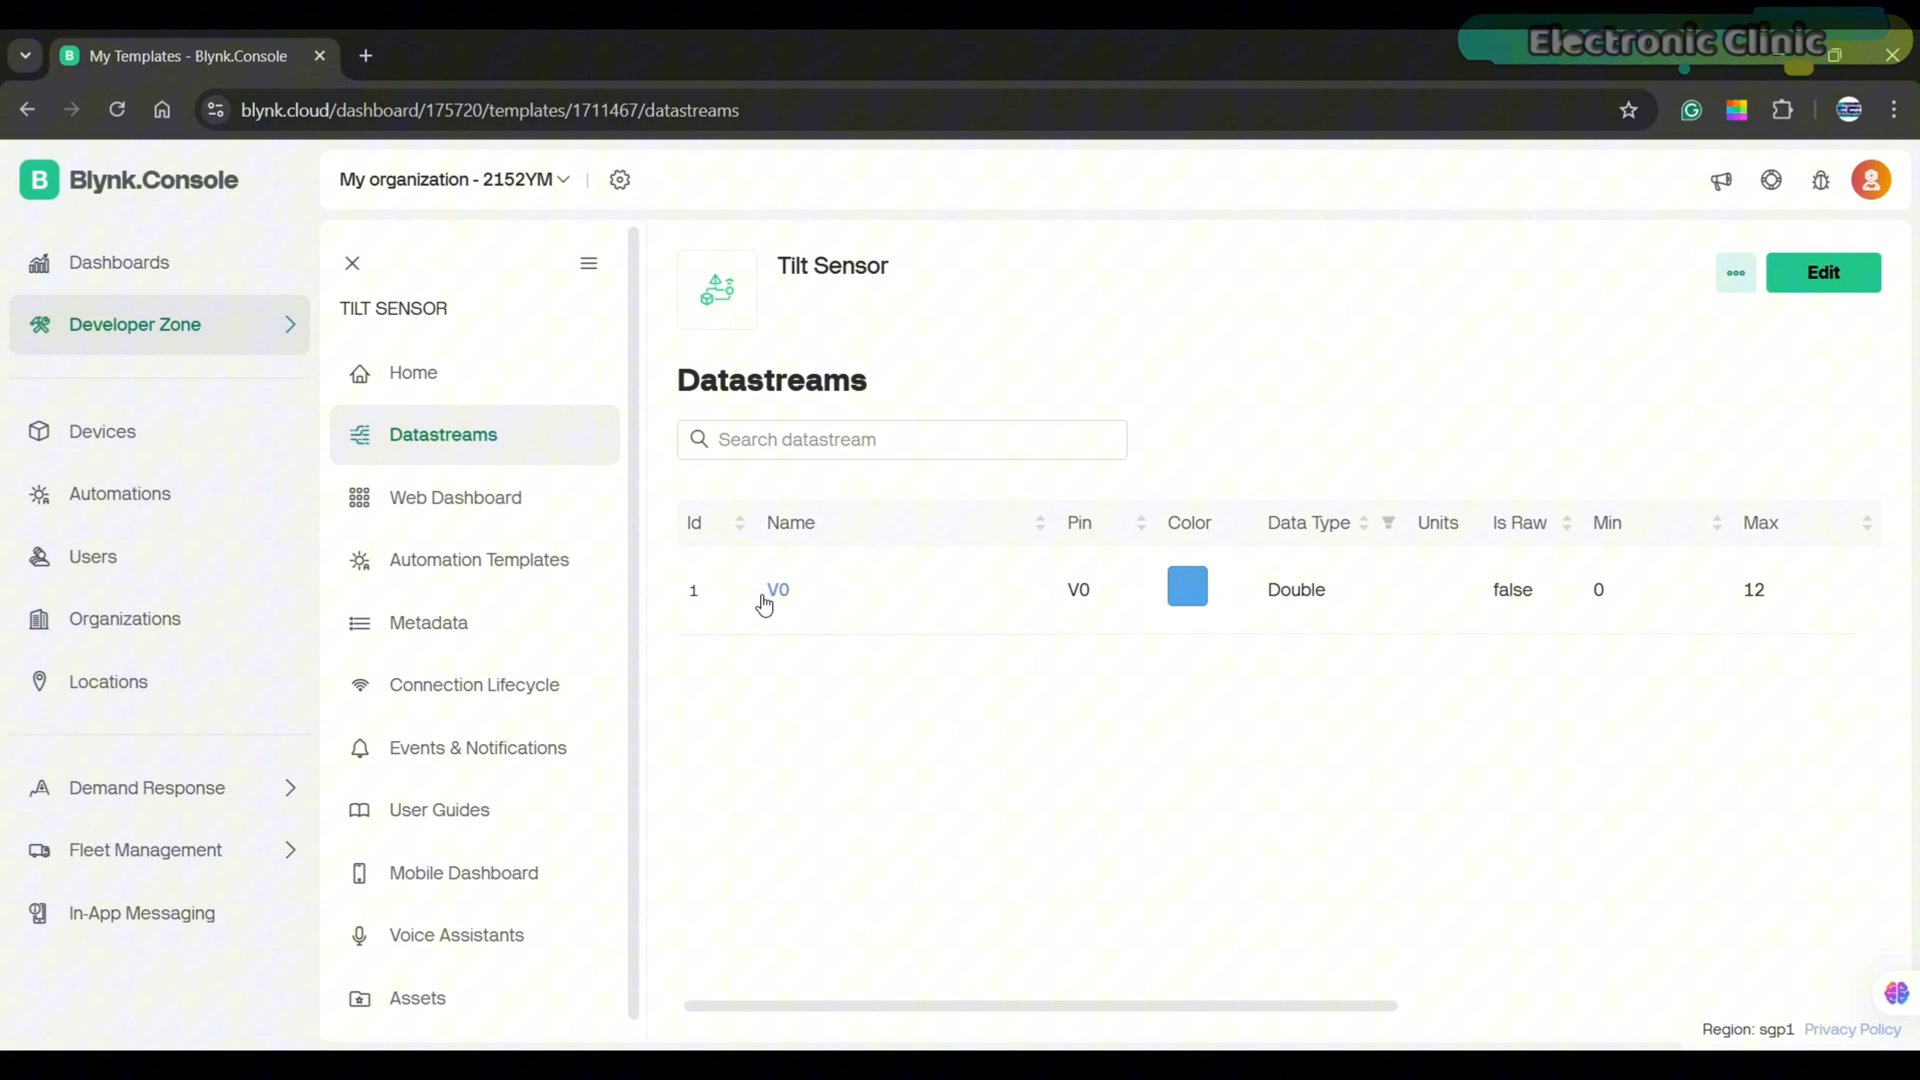 Electronic Clinic
My Templates - Blynk.Console
blynk.cloud/dashboard/175720/templates/1711467/datastreams
B Blynk.Console
My organization - 2152YM
Dashboards
Developer Zone
Devices
Automations
Users
Organizations
Locations
Demand Response
Fleet Management
In-App Messaging
TILT SENSOR
Home
Datastreams
Web Dashboard
Automation Templates
Metadata
Connection Lifecycle
Events & Notifications
User Guides
Mobile Dashboard
Voice Assistants
Assets
Tilt Sensor
Edit
Datastreams
Search datastream
Id Name Pin Color Data Type Units Is Raw Min Max
1 V0 V0 Double false 0 12
Region: sgp1 Privacy Policy